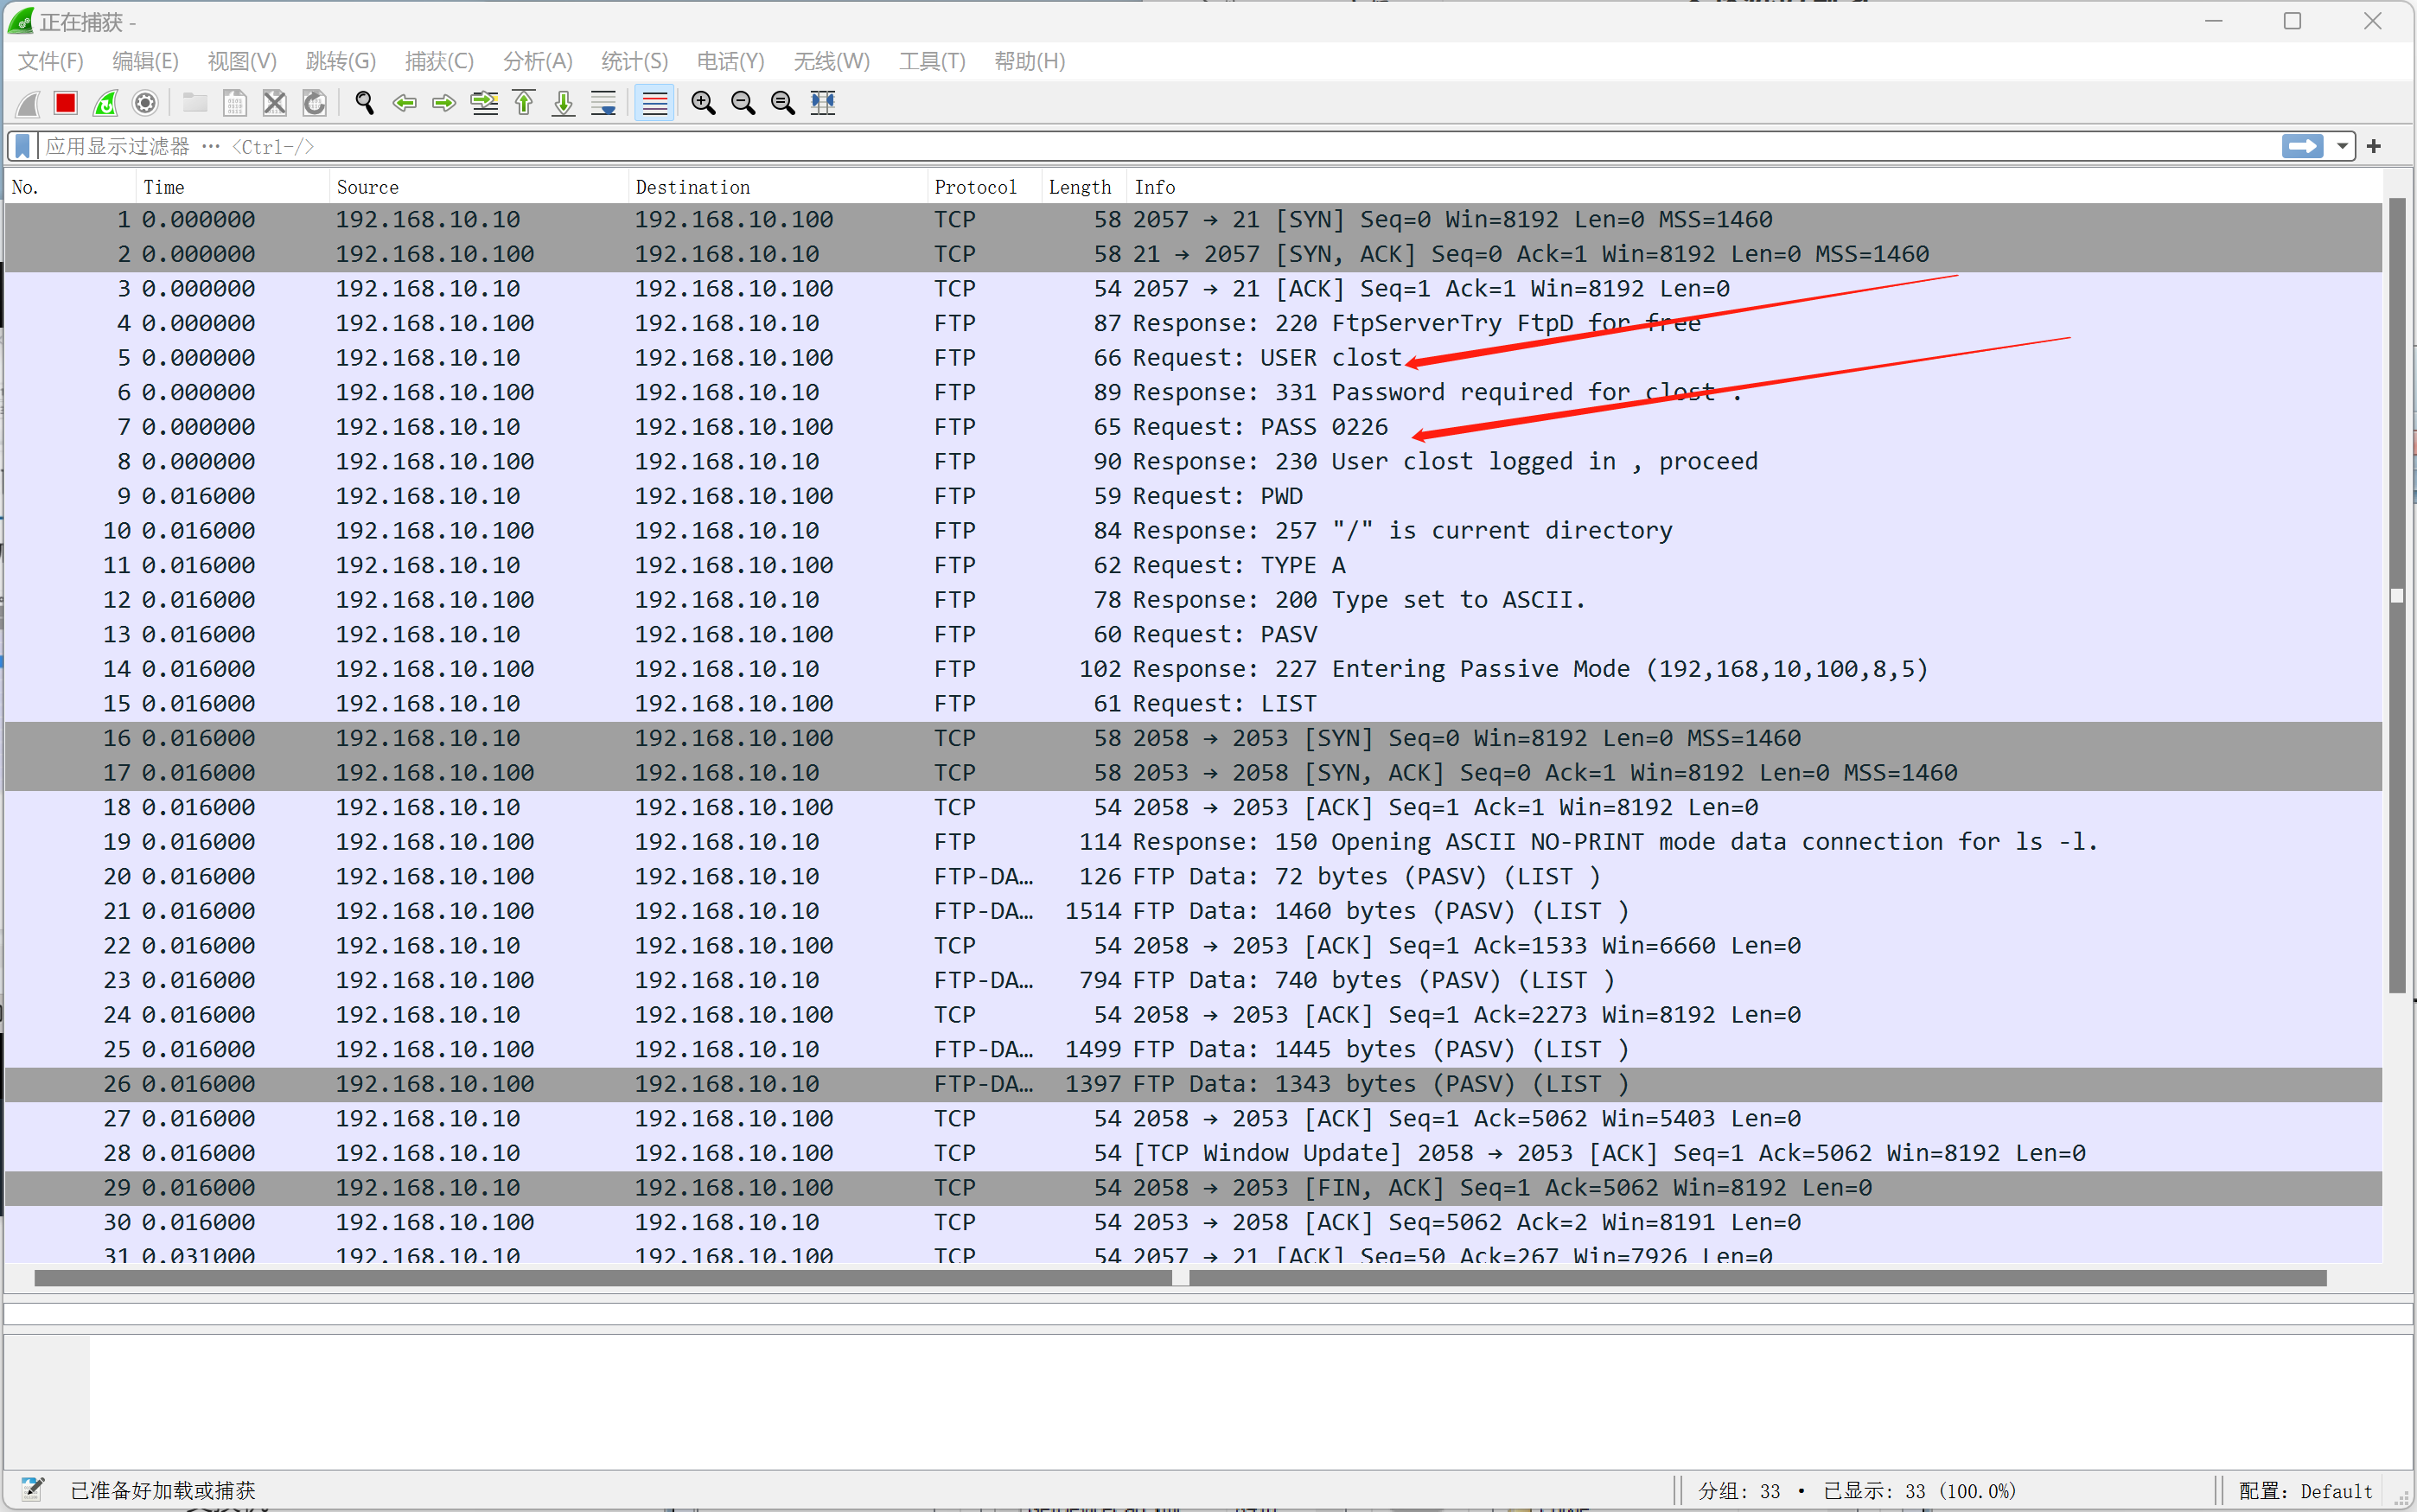 正在捕获 -
文件(F) 编辑(E) 视图(V) 跳转(G) 捕获(C) 分析(A) 统计(S) 电话(Y) 无线(W) 工具(T) 帮助(H)
应用显示过滤器 ··· <Ctrl-/>
No. Time Source Destination Protocol Length Info
1 0.000000 192.168.10.10 192.168.10.100 TCP 58 2057 → 21 [SYN] Seq=0 Win=8192 Len=0 MSS=1460
2 0.000000 192.168.10.100 192.168.10.10 TCP 58 21 → 2057 [SYN, ACK] Seq=0 Ack=1 Win=8192 Len=0 MSS=1460
3 0.000000 192.168.10.10 192.168.10.100 TCP 54 2057 → 21 [ACK] Seq=1 Ack=1 Win=8192 Len=0
4 0.000000 192.168.10.100 192.168.10.10 FTP 87 Response: 220 FtpServerTry FtpD for free
5 0.000000 192.168.10.10 192.168.10.100 FTP 66 Request: USER clost
6 0.000000 192.168.10.100 192.168.10.10 FTP 89 Response: 331 Password required for clost .
7 0.000000 192.168.10.10 192.168.10.100 FTP 65 Request: PASS 0226
8 0.000000 192.168.10.100 192.168.10.10 FTP 90 Response: 230 User clost logged in , proceed
9 0.016000 192.168.10.10 192.168.10.100 FTP 59 Request: PWD
10 0.016000 192.168.10.100 192.168.10.10 FTP 84 Response: 257 "/" is current directory
11 0.016000 192.168.10.10 192.168.10.100 FTP 62 Request: TYPE A
12 0.016000 192.168.10.100 192.168.10.10 FTP 78 Response: 200 Type set to ASCII.
13 0.016000 192.168.10.10 192.168.10.100 FTP 60 Request: PASV
14 0.016000 192.168.10.100 192.168.10.10 FTP 102 Response: 227 Entering Passive Mode (192,168,10,100,8,5)
15 0.016000 192.168.10.10 192.168.10.100 FTP 61 Request: LIST
16 0.016000 192.168.10.10 192.168.10.100 TCP 58 2058 → 2053 [SYN] Seq=0 Win=8192 Len=0 MSS=1460
17 0.016000 192.168.10.100 192.168.10.10 TCP 58 2053 → 2058 [SYN, ACK] Seq=0 Ack=1 Win=8192 Len=0 MSS=1460
18 0.016000 192.168.10.10 192.168.10.100 TCP 54 2058 → 2053 [ACK] Seq=1 Ack=1 Win=8192 Len=0
19 0.016000 192.168.10.100 192.168.10.10 FTP 114 Response: 150 Opening ASCII NO-PRINT mode data connection for ls -l.
20 0.016000 192.168.10.100 192.168.10.10 FTP-DA… 126 FTP Data: 72 bytes (PASV) (LIST )
21 0.016000 192.168.10.100 192.168.10.10 FTP-DA… 1514 FTP Data: 1460 bytes (PASV) (LIST )
22 0.016000 192.168.10.10 192.168.10.100 TCP 54 2058 → 2053 [ACK] Seq=1 Ack=1533 Win=6660 Len=0
23 0.016000 192.168.10.100 192.168.10.10 FTP-DA… 794 FTP Data: 740 bytes (PASV) (LIST )
24 0.016000 192.168.10.10 192.168.10.100 TCP 54 2058 → 2053 [ACK] Seq=1 Ack=2273 Win=8192 Len=0
25 0.016000 192.168.10.100 192.168.10.10 FTP-DA… 1499 FTP Data: 1445 bytes (PASV) (LIST )
26 0.016000 192.168.10.100 192.168.10.10 FTP-DA… 1397 FTP Data: 1343 bytes (PASV) (LIST )
27 0.016000 192.168.10.10 192.168.10.100 TCP 54 2058 → 2053 [ACK] Seq=1 Ack=5062 Win=5403 Len=0
28 0.016000 192.168.10.10 192.168.10.100 TCP 54 [TCP Window Update] 2058 → 2053 [ACK] Seq=1 Ack=5062 Win=8192 Len=0
29 0.016000 192.168.10.10 192.168.10.100 TCP 54 2058 → 2053 [FIN, ACK] Seq=1 Ack=5062 Win=8192 Len=0
30 0.016000 192.168.10.100 192.168.10.10 TCP 54 2053 → 2058 [ACK] Seq=5062 Ack=2 Win=8191 Len=0
31 0.031000 192.168.10.10 192.168.10.100 TCP 54 2057 → 21 [ACK] Seq=50 Ack=267 Win=7926 Len=0
已准备好加载或捕获 分组: 33 · 已显示: 33 (100.0%) 配置: Default